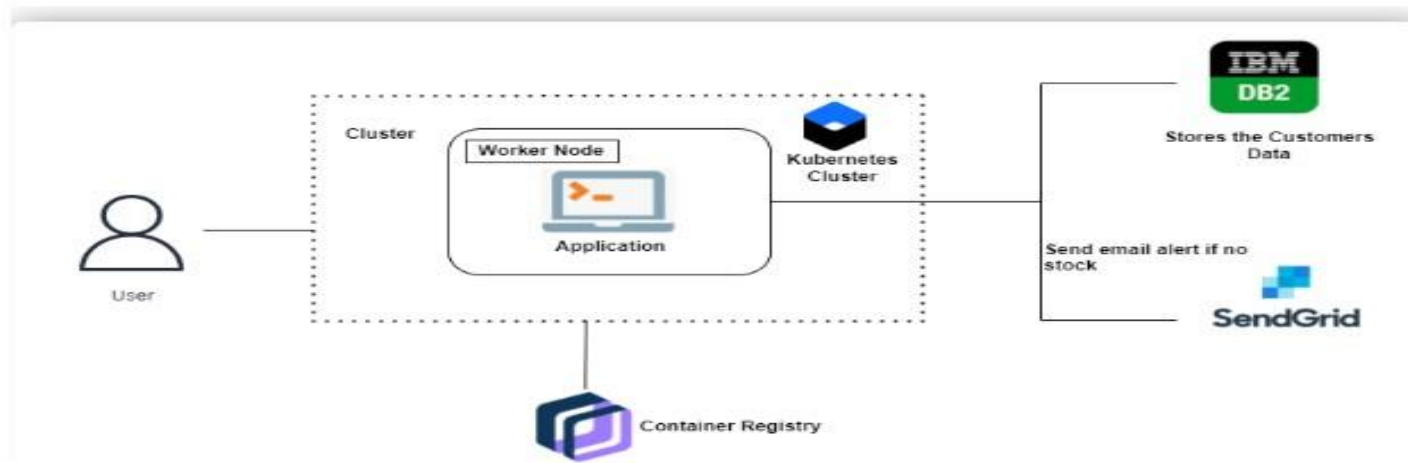 IBM
DB2
Stores the Customers
Data
Cluster
Worker Node
Kubernetes
Cluster
Application
User
Send email alert if no
stock
SendGrid
Container Registry